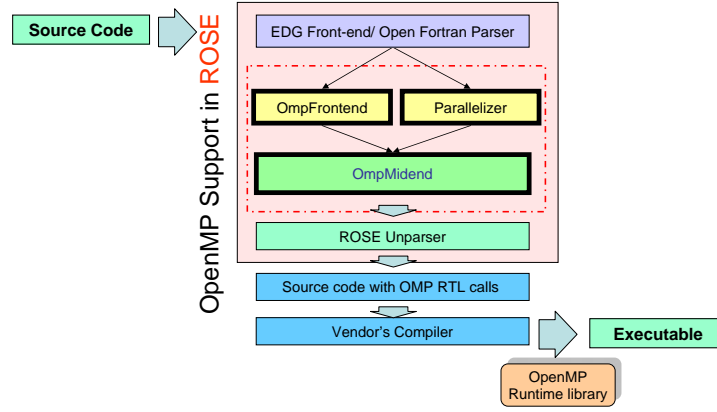 Source Code
OpenMP Support in ROSE
EDG Front-end/ Open Fortran Parser
OmpFrontend
Parallelizer
OmpMidend
ROSE Unparser
Source code with OMP RTL calls
Vendor's Compiler
Executable
OpenMP
Runtime library